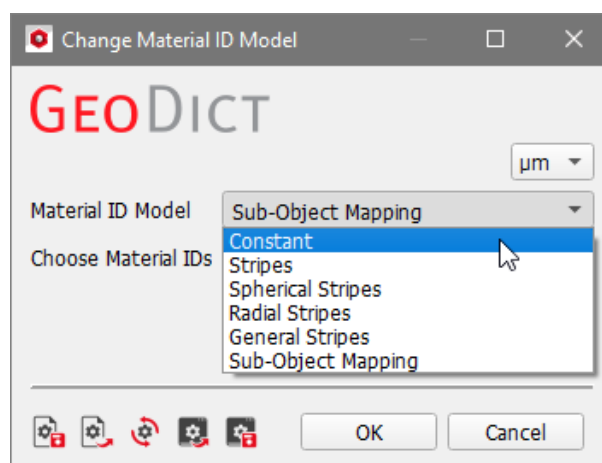 Change Material ID Model
GEODICT
µm
Material ID Model
Sub-Object Mapping
Constant
Choose Material IDs
Stripes
Spherical Stripes
Radial Stripes
General Stripes
Sub-Object Mapping
OK
Cancel